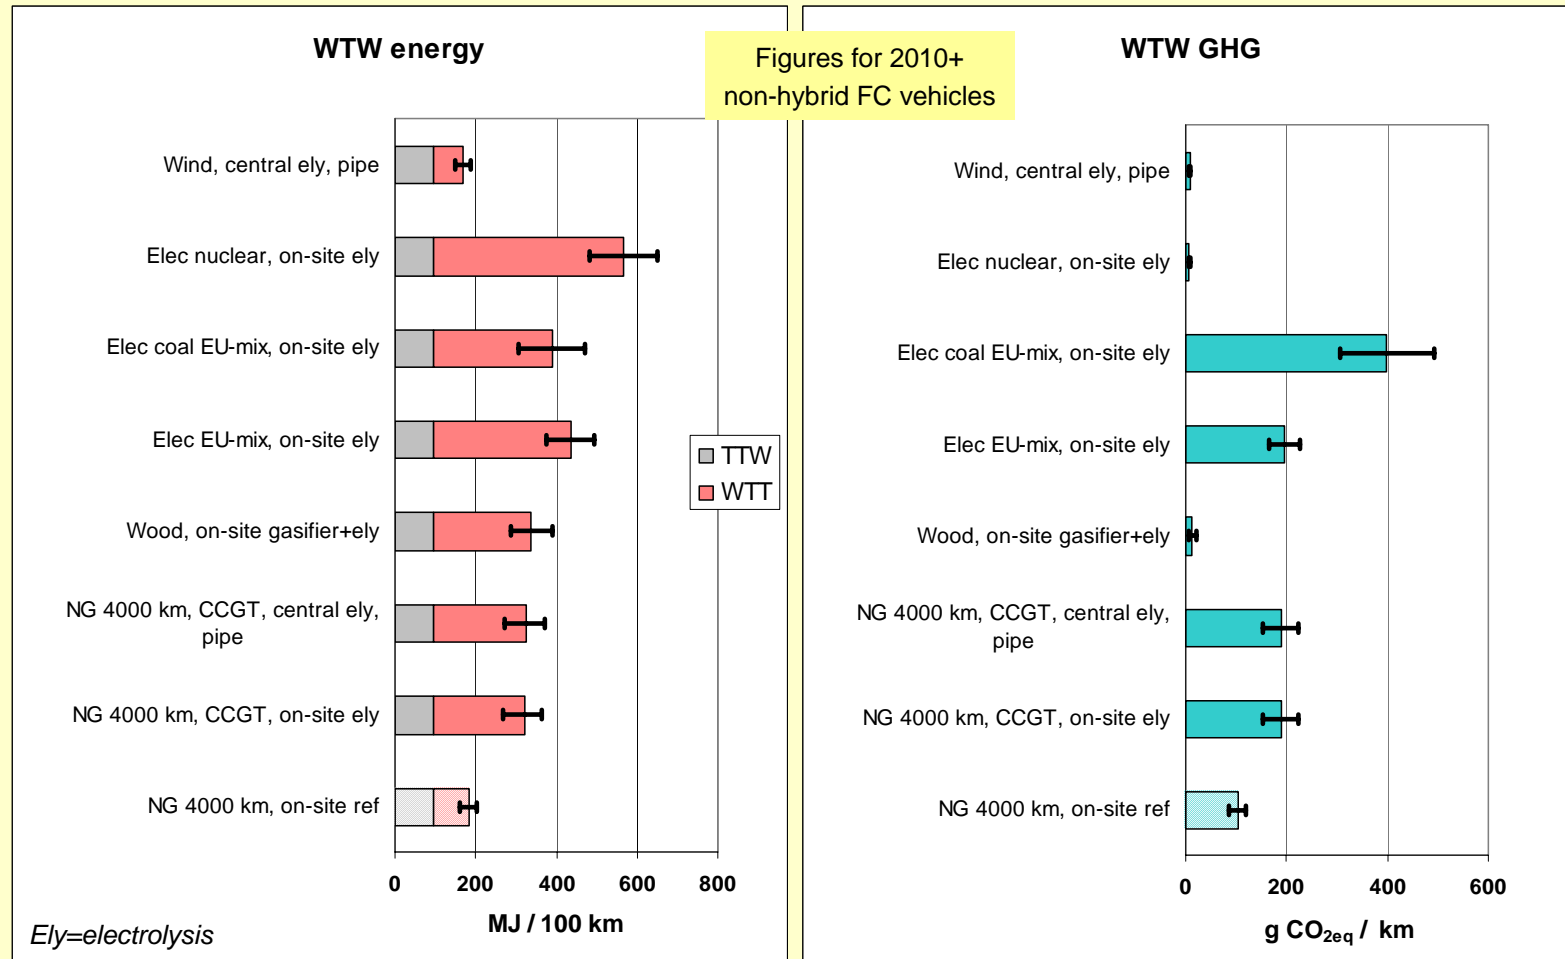 WTW energy
Figures for 2010+
non-hybrid FC vehicles
WTW GHG
Wind, central ely, pipe
Elec nuclear, on-site ely
Elec coal EU-mix, on-site ely
Elec EU-mix, on-site ely
Wood, on-site gasifier+ely
NG 4000 km, CCGT, central ely,
pipe
NG 4000 km, CCGT, on-site ely
NG 4000 km, on-site ref
0 200 400 600 800
MJ / 100 km
Ely=electrolysis
TTW
WTT
Wind, central ely, pipe
Elec nuclear, on-site ely
Elec coal EU-mix, on-site ely
Elec EU-mix, on-site ely
Wood, on-site gasifier+ely
NG 4000 km, CCGT, central ely,
pipe
NG 4000 km, CCGT, on-site ely
NG 4000 km, on-site ref
0 200 400 600
g CO2eq / km